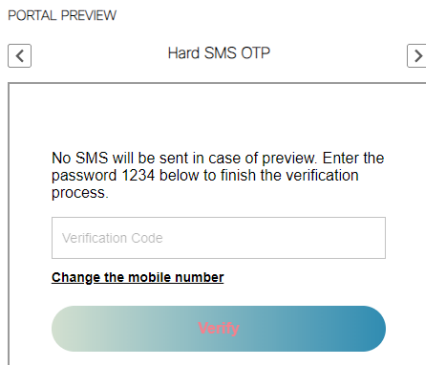 PORTAL PREVIEW
Hard SMS OTP
No SMS will be sent in case of preview. Enter the
password 1234 below to finish the verification
process.
Verification Code
Change the mobile number
Verify